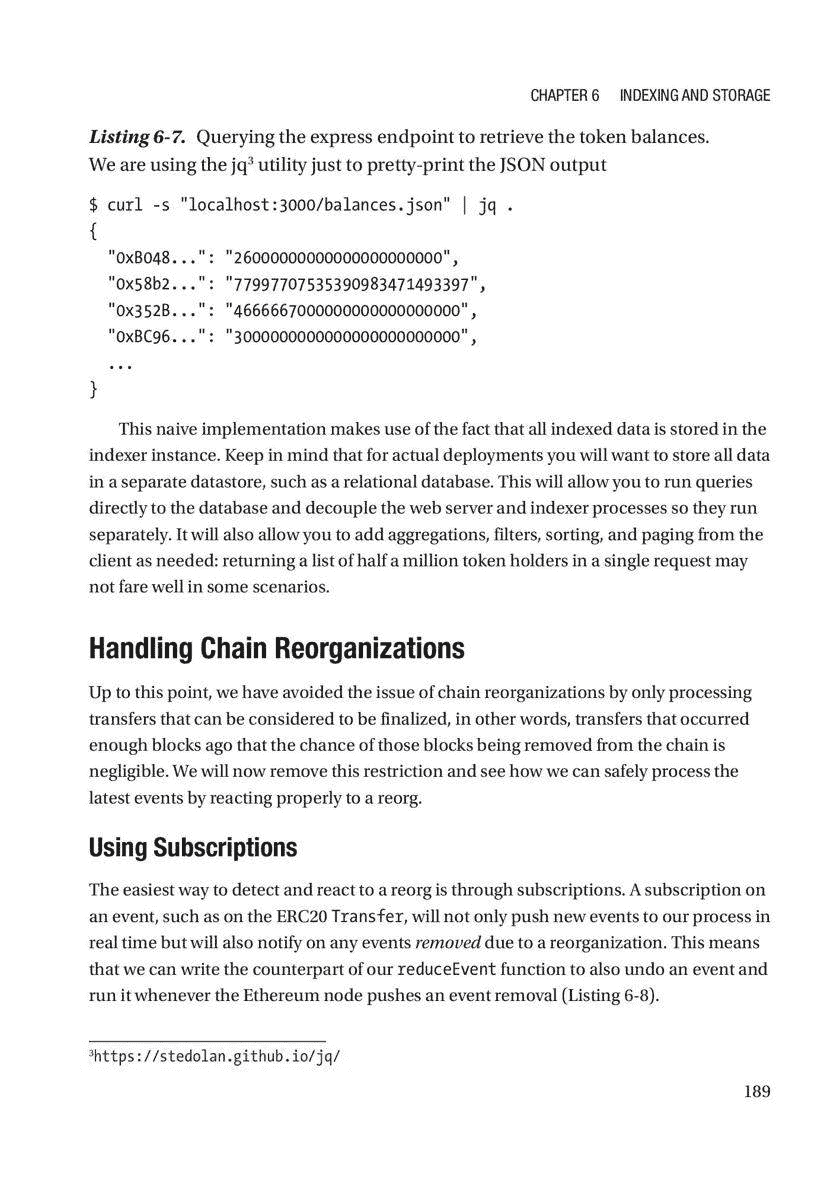 CHAPTER 6 INDEXING AND STORAGE
Listing 6-7. Querying the express endpoint to retrieve the token balances.
We are using the jq³ utility just to pretty-print the JSON output
$ curl -s "localhost:3000/balances.json" | jq .
{
"0xB048...": "26000000000000000000000",
"0x58b2...": "77997707535390983471493397",
"0x352B...": "4666667000000000000000000",
"0xBC96...": "3000000000000000000000000",
...
}
This naive implementation makes use of the fact that all indexed data is stored in the
indexer instance. Keep in mind that for actual deployments you will want to store all data
in a separate datastore, such as a relational database. This will allow you to run queries
directly to the database and decouple the web server and indexer processes so they run
separately. It will also allow you to add aggregations, filters, sorting, and paging from the
client as needed: returning a list of half a million token holders in a single request may
not fare well in some scenarios.
Handling Chain Reorganizations
Up to this point, we have avoided the issue of chain reorganizations by only processing
transfers that can be considered to be finalized, in other words, transfers that occurred
enough blocks ago that the chance of those blocks being removed from the chain is
negligible. We will now remove this restriction and see how we can safely process the
latest events by reacting properly to a reorg.
Using Subscriptions
The easiest way to detect and react to a reorg is through subscriptions. A subscription on
an event, such as on the ERC20 Transfer, will not only push new events to our process in
real time but will also notify on any events removed due to a reorganization. This means
that we can write the counterpart of our reduceEvent function to also undo an event and
run it whenever the Ethereum node pushes an event removal (Listing 6-8).
³https://stedolan.github.io/jq/
189